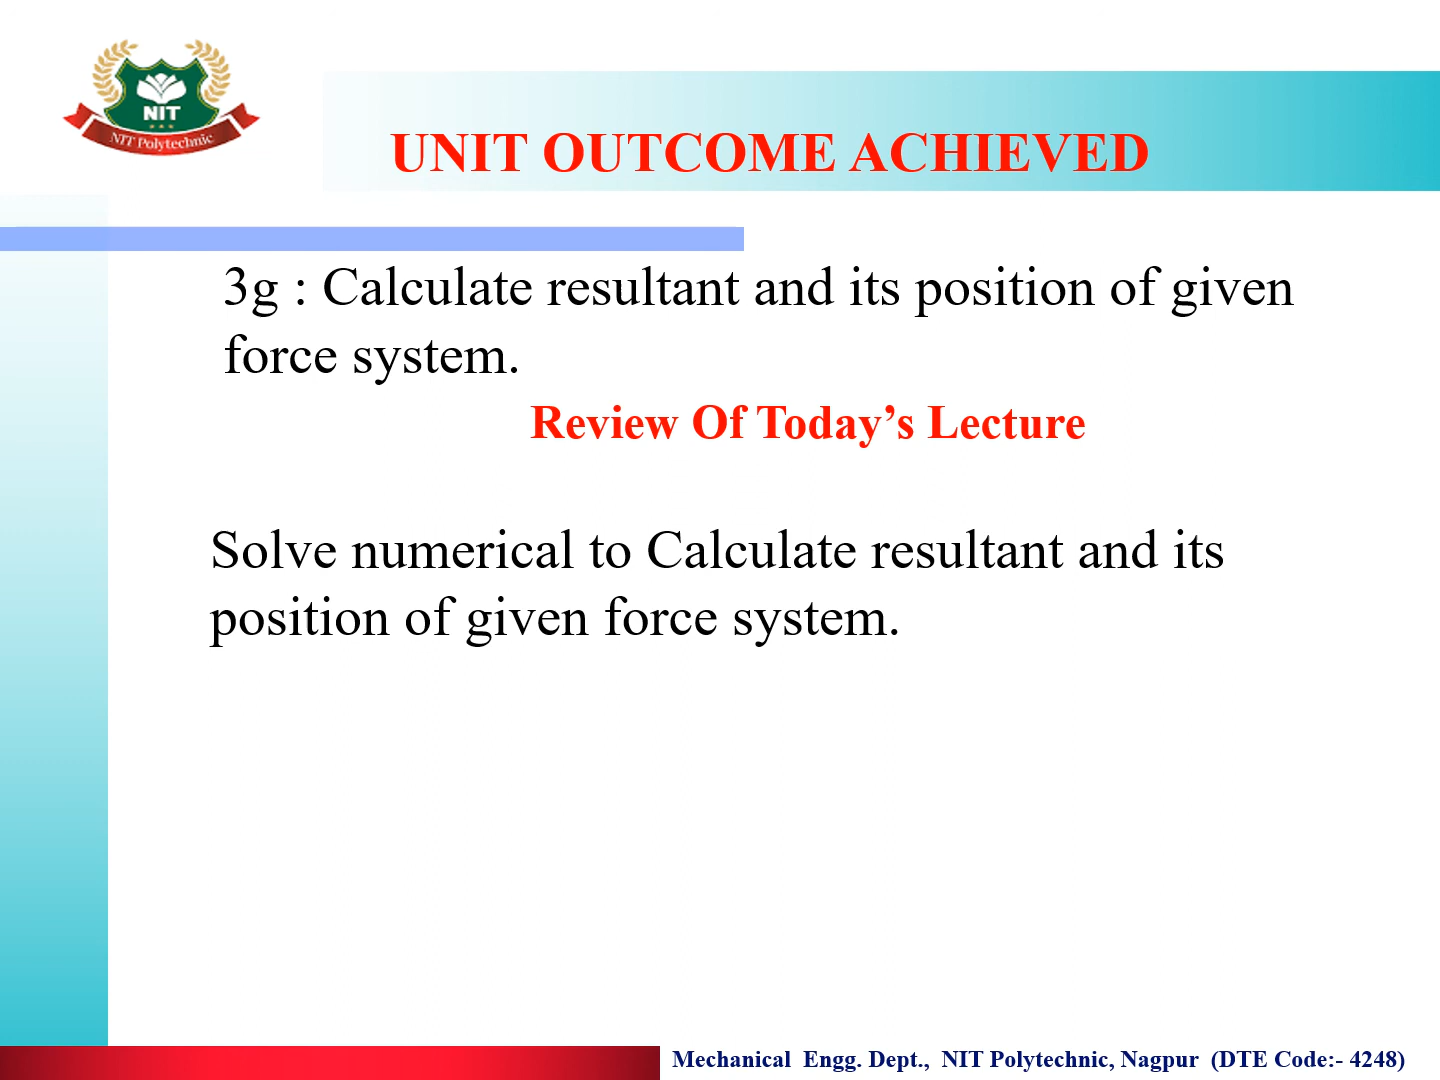 NIT
NIT Polytechnic
UNIT OUTCOME ACHIEVED
3g : Calculate resultant and its position of given
force system.
Review Of Today’s Lecture
Solve numerical to Calculate resultant and its
position of given force system.
Mechanical Engg. Dept., NIT Polytechnic, Nagpur (DTE Code:- 4248)